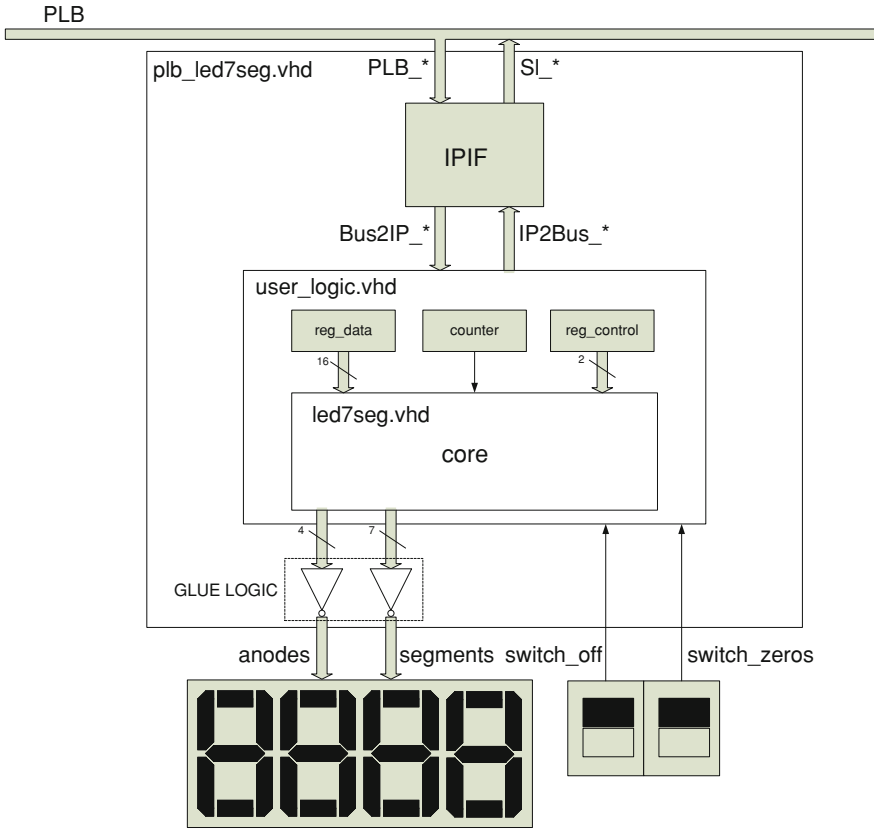 PLB
plb_led7seg.vhd
PLB_*
Sl_*
IPIF
Bus2IP_*
IP2Bus_*
user_logic.vhd
reg_data
counter
reg_control
16
2
led7seg.vhd
core
4
7
GLUE LOGIC
anodes
segments
switch_off
switch_zeros